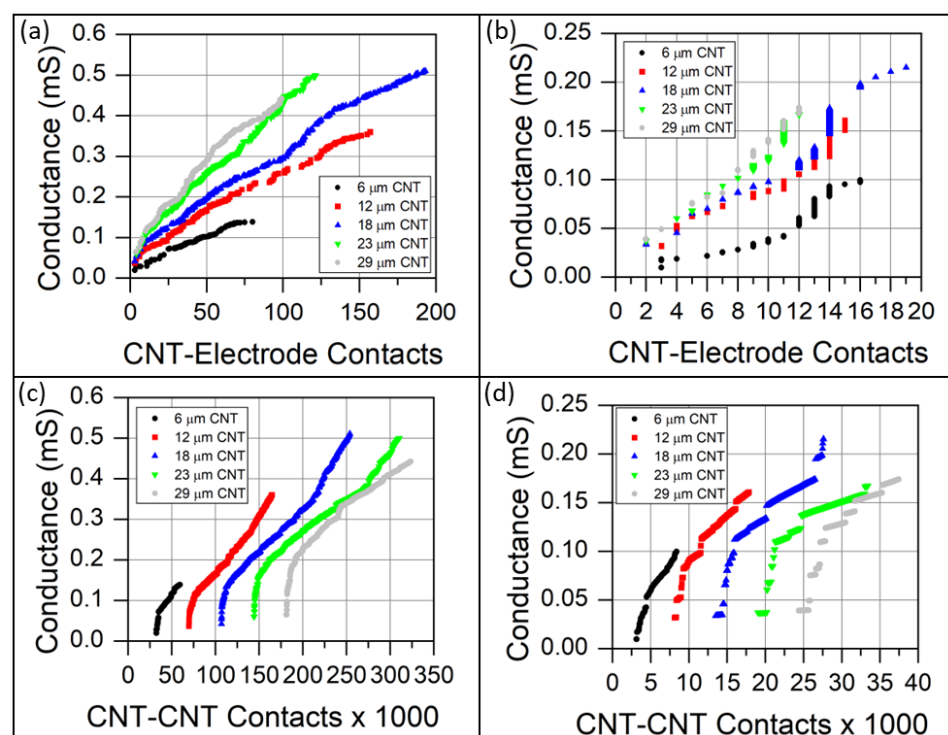 (a)
Conductance (mS)
0.6
0.5
0.4
0.3
0.2
0.1
0.0
6 μm CNT
12 μm CNT
18 μm CNT
23 μm CNT
29 μm CNT
50 100 150 200
CNT-Electrode Contacts
(b)
Conductance (mS)
0.25
0.20
0.15
0.10
0.05
0.00
6 μm CNT
12 μm CNT
18 μm CNT
23 μm CNT
29 μm CNT
0 2 4 6 8 10 12 14 16 18 20
CNT-Electrode Contacts
(c)
Conductance (mS)
0.6
0.5
0.4
0.3
0.2
0.1
0.0
6 μm CNT
12 μm CNT
18 μm CNT
23 μm CNT
29 μm CNT
0 50 100 150 200 250 300 350
CNT-CNT Contacts x 1000
(d)
Conductance (mS)
0.25
0.20
0.15
0.10
0.05
0.00
6 μm CNT
12 μm CNT
18 μm CNT
23 μm CNT
29 μm CNT
0 5 10 15 20 25 30 35 40
CNT-CNT Contacts x 1000